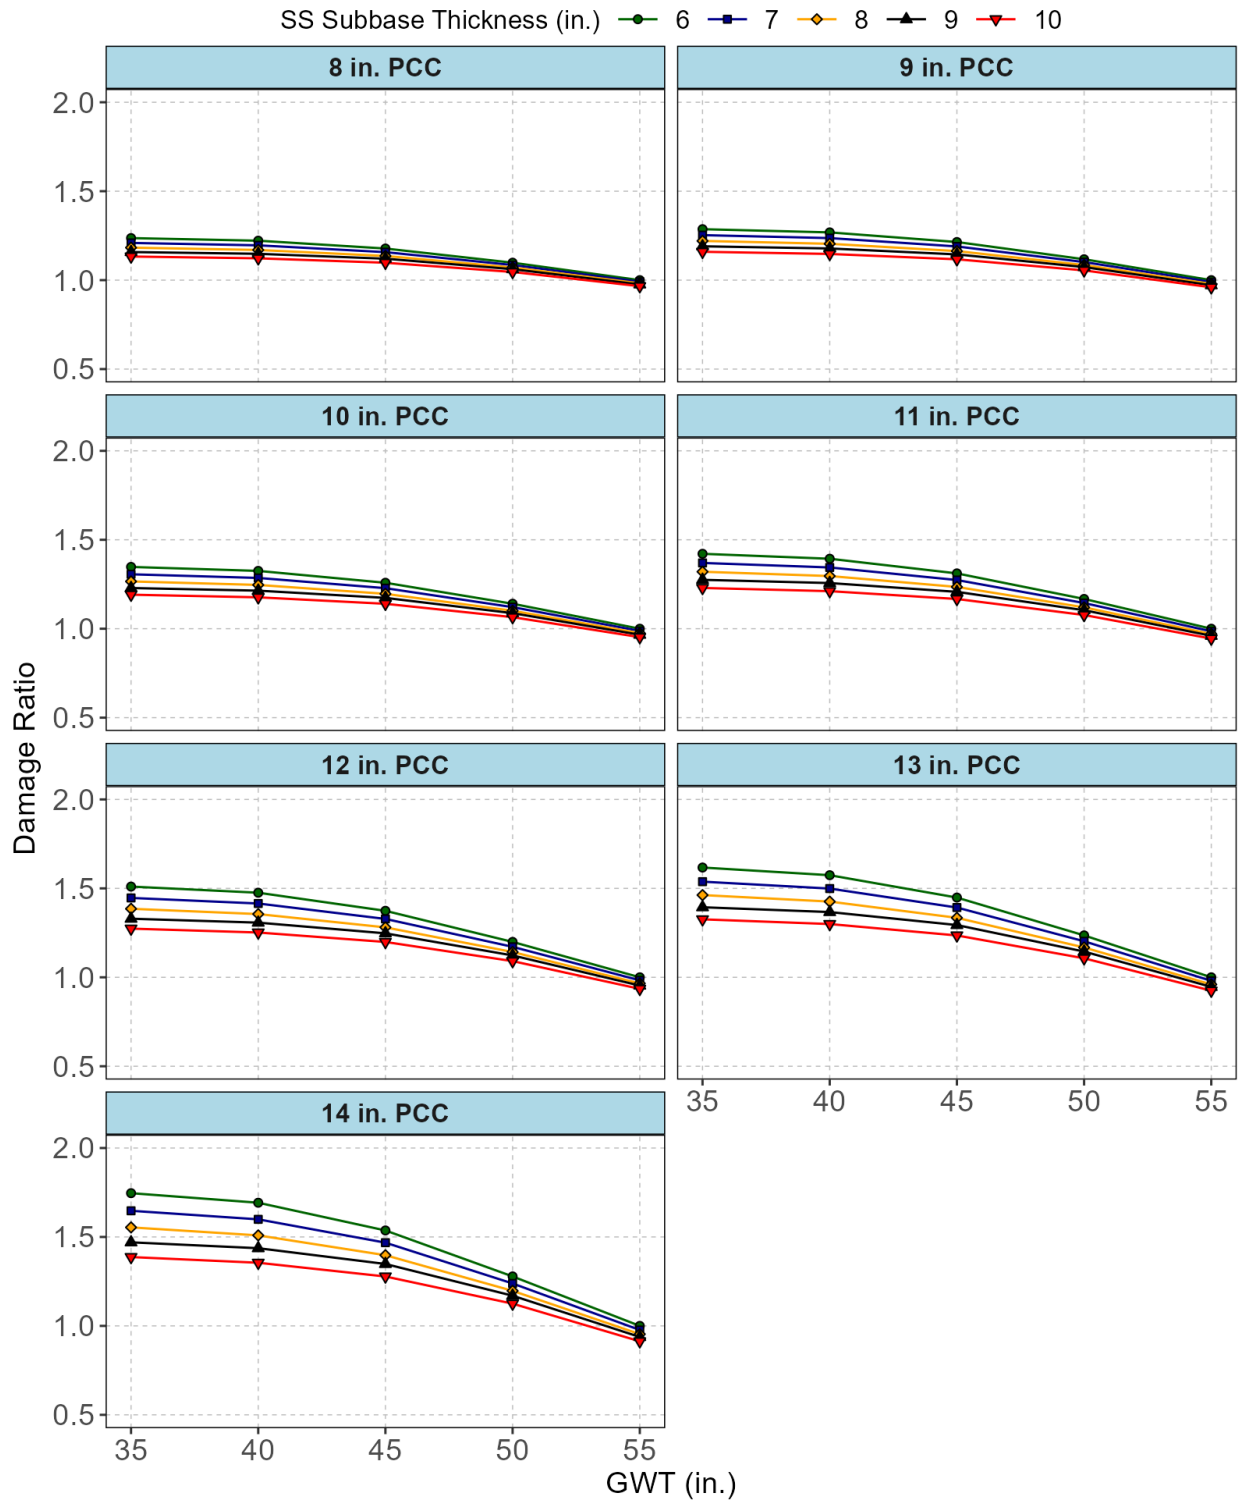 SS Subbase Thickness (in.) 6 7 8 9 10
8 in. PCC
9 in. PCC
2.0
1.5
1.0
0.5
10 in. PCC
11 in. PCC
2.0
1.5
1.0
0.5
Damage Ratio
12 in. PCC
13 in. PCC
2.0
1.5
1.0
0.5
35 40 45 50 55
14 in. PCC
2.0
1.5
1.0
0.5
35 40 45 50 55
GWT (in.)